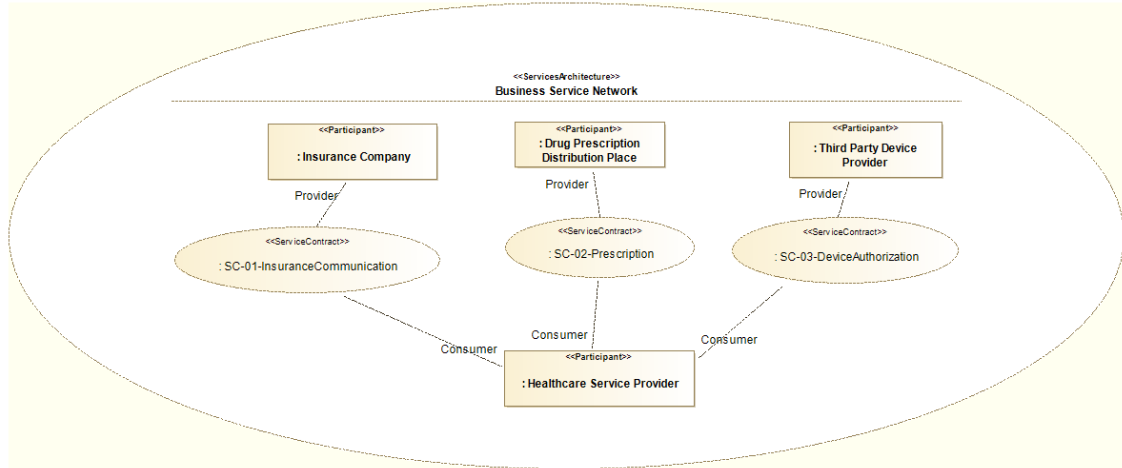 <<ServicesArchitecture>>
Business Service Network
<<Participant>>
: Insurance Company
<<Participant>>
: Drug Prescription
Distribution Place
<<Participant>>
: Third Party Device
Provider
Provider
Provider
Provider
<<ServiceContract>>
: SC-01-InsuranceCommunication
<<ServiceContract>>
: SC-02-Prescription
<<ServiceContract>>
: SC-03-DeviceAuthorization
Consumer
Consumer
Consumer
<<Participant>>
: Healthcare Service Provider